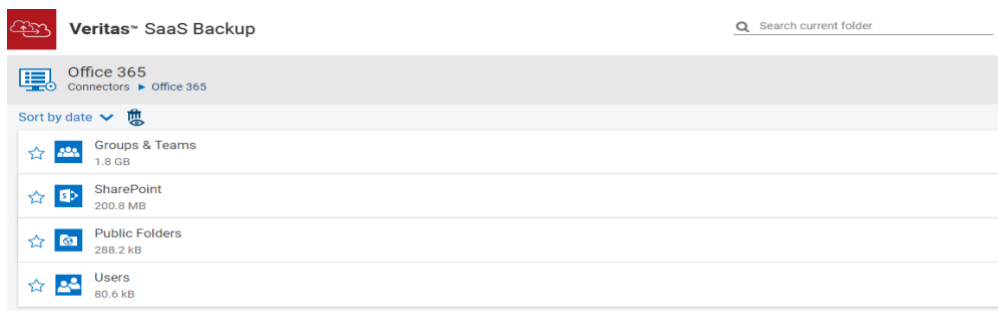 Veritas™ SaaS Backup
Search current folder
Office 365
Connectors ▶ Office 365
Sort by date
Groups & Teams
1.8 GB
SharePoint
200.8 MB
Public Folders
288.2 kB
Users
80.6 kB